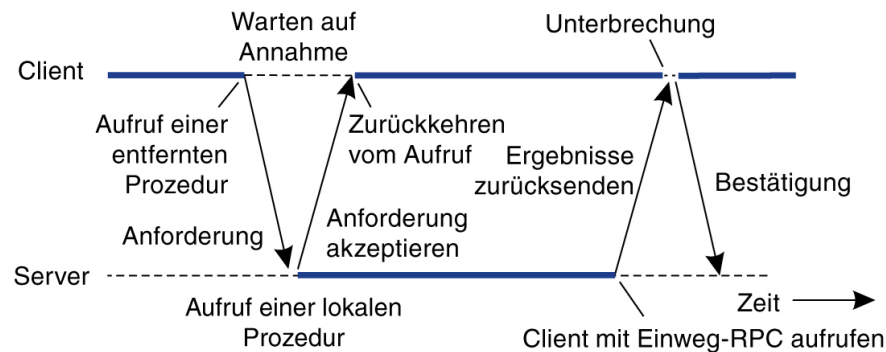 Warten auf
Annahme
Unterbrechung
Client
Aufruf einer
entfernten
Prozedur
Zurückkehren
vom Aufruf
Ergebnisse
zurücksenden
Bestätigung
Anforderung
Anforderung
akzeptieren
Server
Aufruf einer lokalen
Prozedur
Zeit
Client mit Einweg-RPC aufrufen